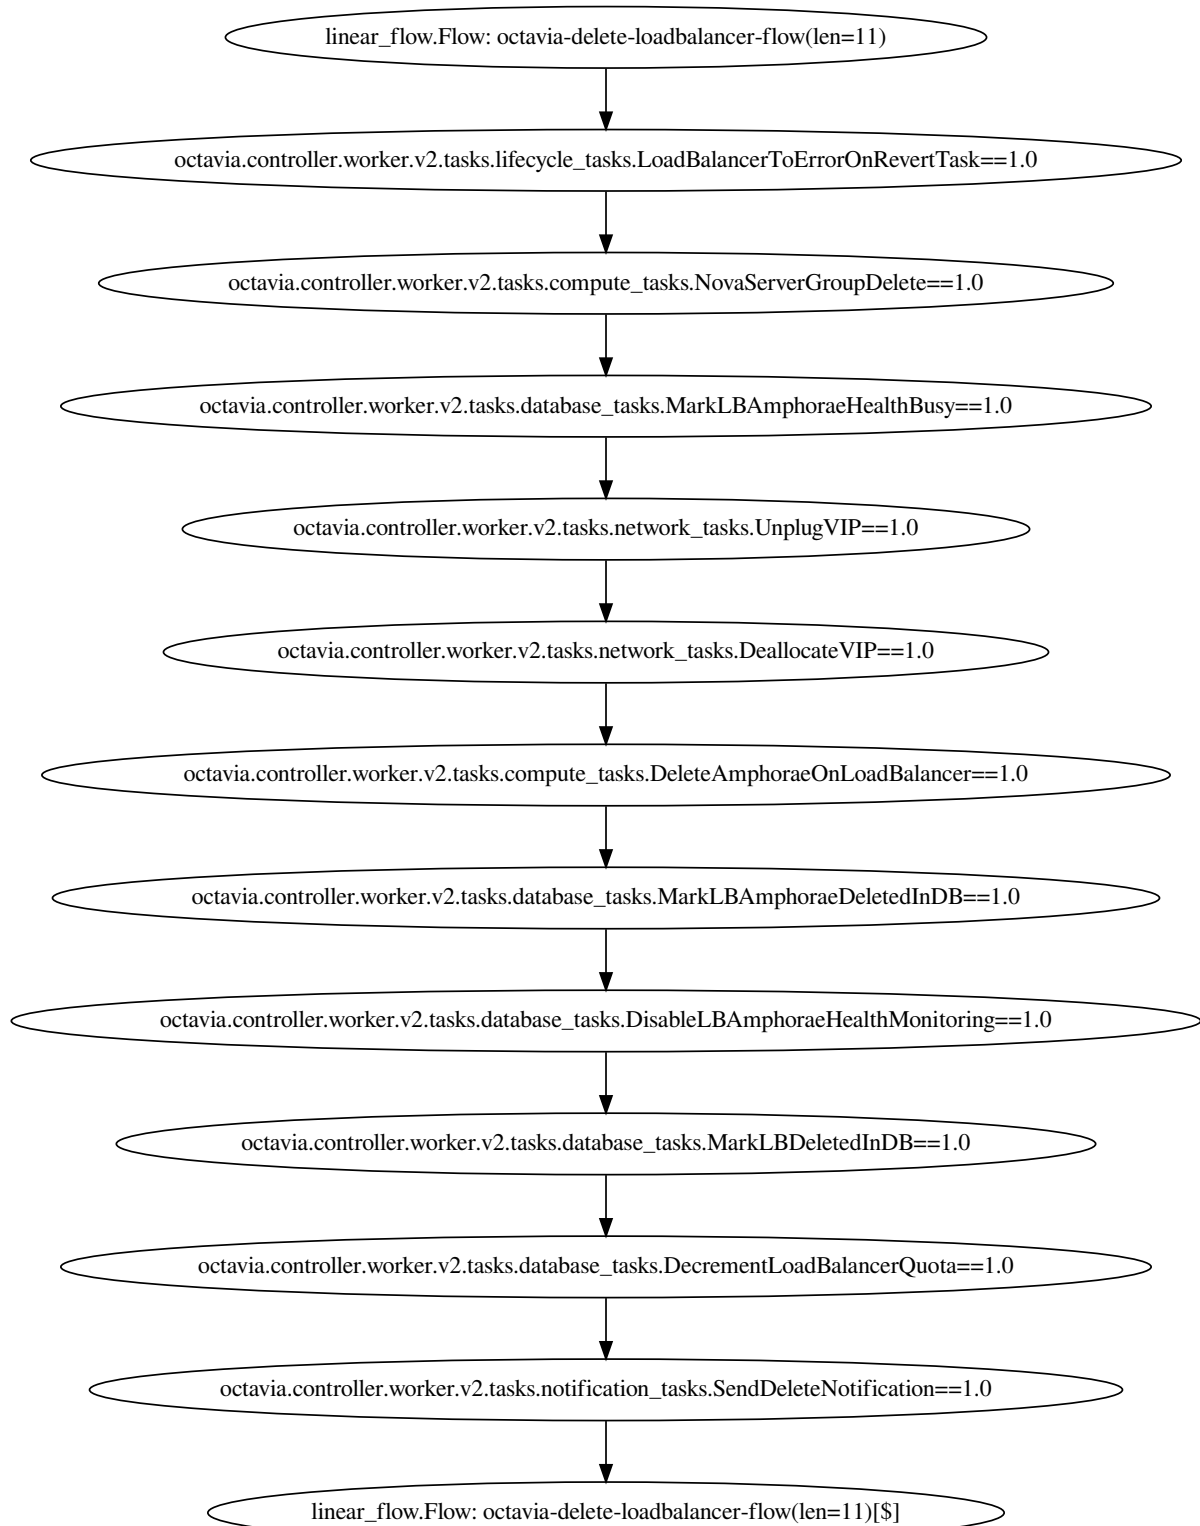 linear_flow.Flow: octavia-delete-loadbalancer-flow(len=11)
octavia.controller.worker.v2.tasks.lifecycle_tasks.LoadBalancerToErrorOnRevertTask==1.0
octavia.controller.worker.v2.tasks.compute_tasks.NovaServerGroupDelete==1.0
octavia.controller.worker.v2.tasks.database_tasks.MarkLBAmphoraeHealthBusy==1.0
octavia.controller.worker.v2.tasks.network_tasks.UnplugVIP==1.0
octavia.controller.worker.v2.tasks.network_tasks.DeallocateVIP==1.0
octavia.controller.worker.v2.tasks.compute_tasks.DeleteAmphoraeOnLoadBalancer==1.0
octavia.controller.worker.v2.tasks.database_tasks.MarkLBAmphoraeDeletedInDB==1.0
octavia.controller.worker.v2.tasks.database_tasks.DisableLBAmphoraeHealthMonitoring==1.0
octavia.controller.worker.v2.tasks.database_tasks.MarkLBDeletedInDB==1.0
octavia.controller.worker.v2.tasks.database_tasks.DecrementLoadBalancerQuota==1.0
octavia.controller.worker.v2.tasks.notification_tasks.SendDeleteNotification==1.0
linear_flow.Flow: octavia-delete-loadbalancer-flow(len=11)[$]